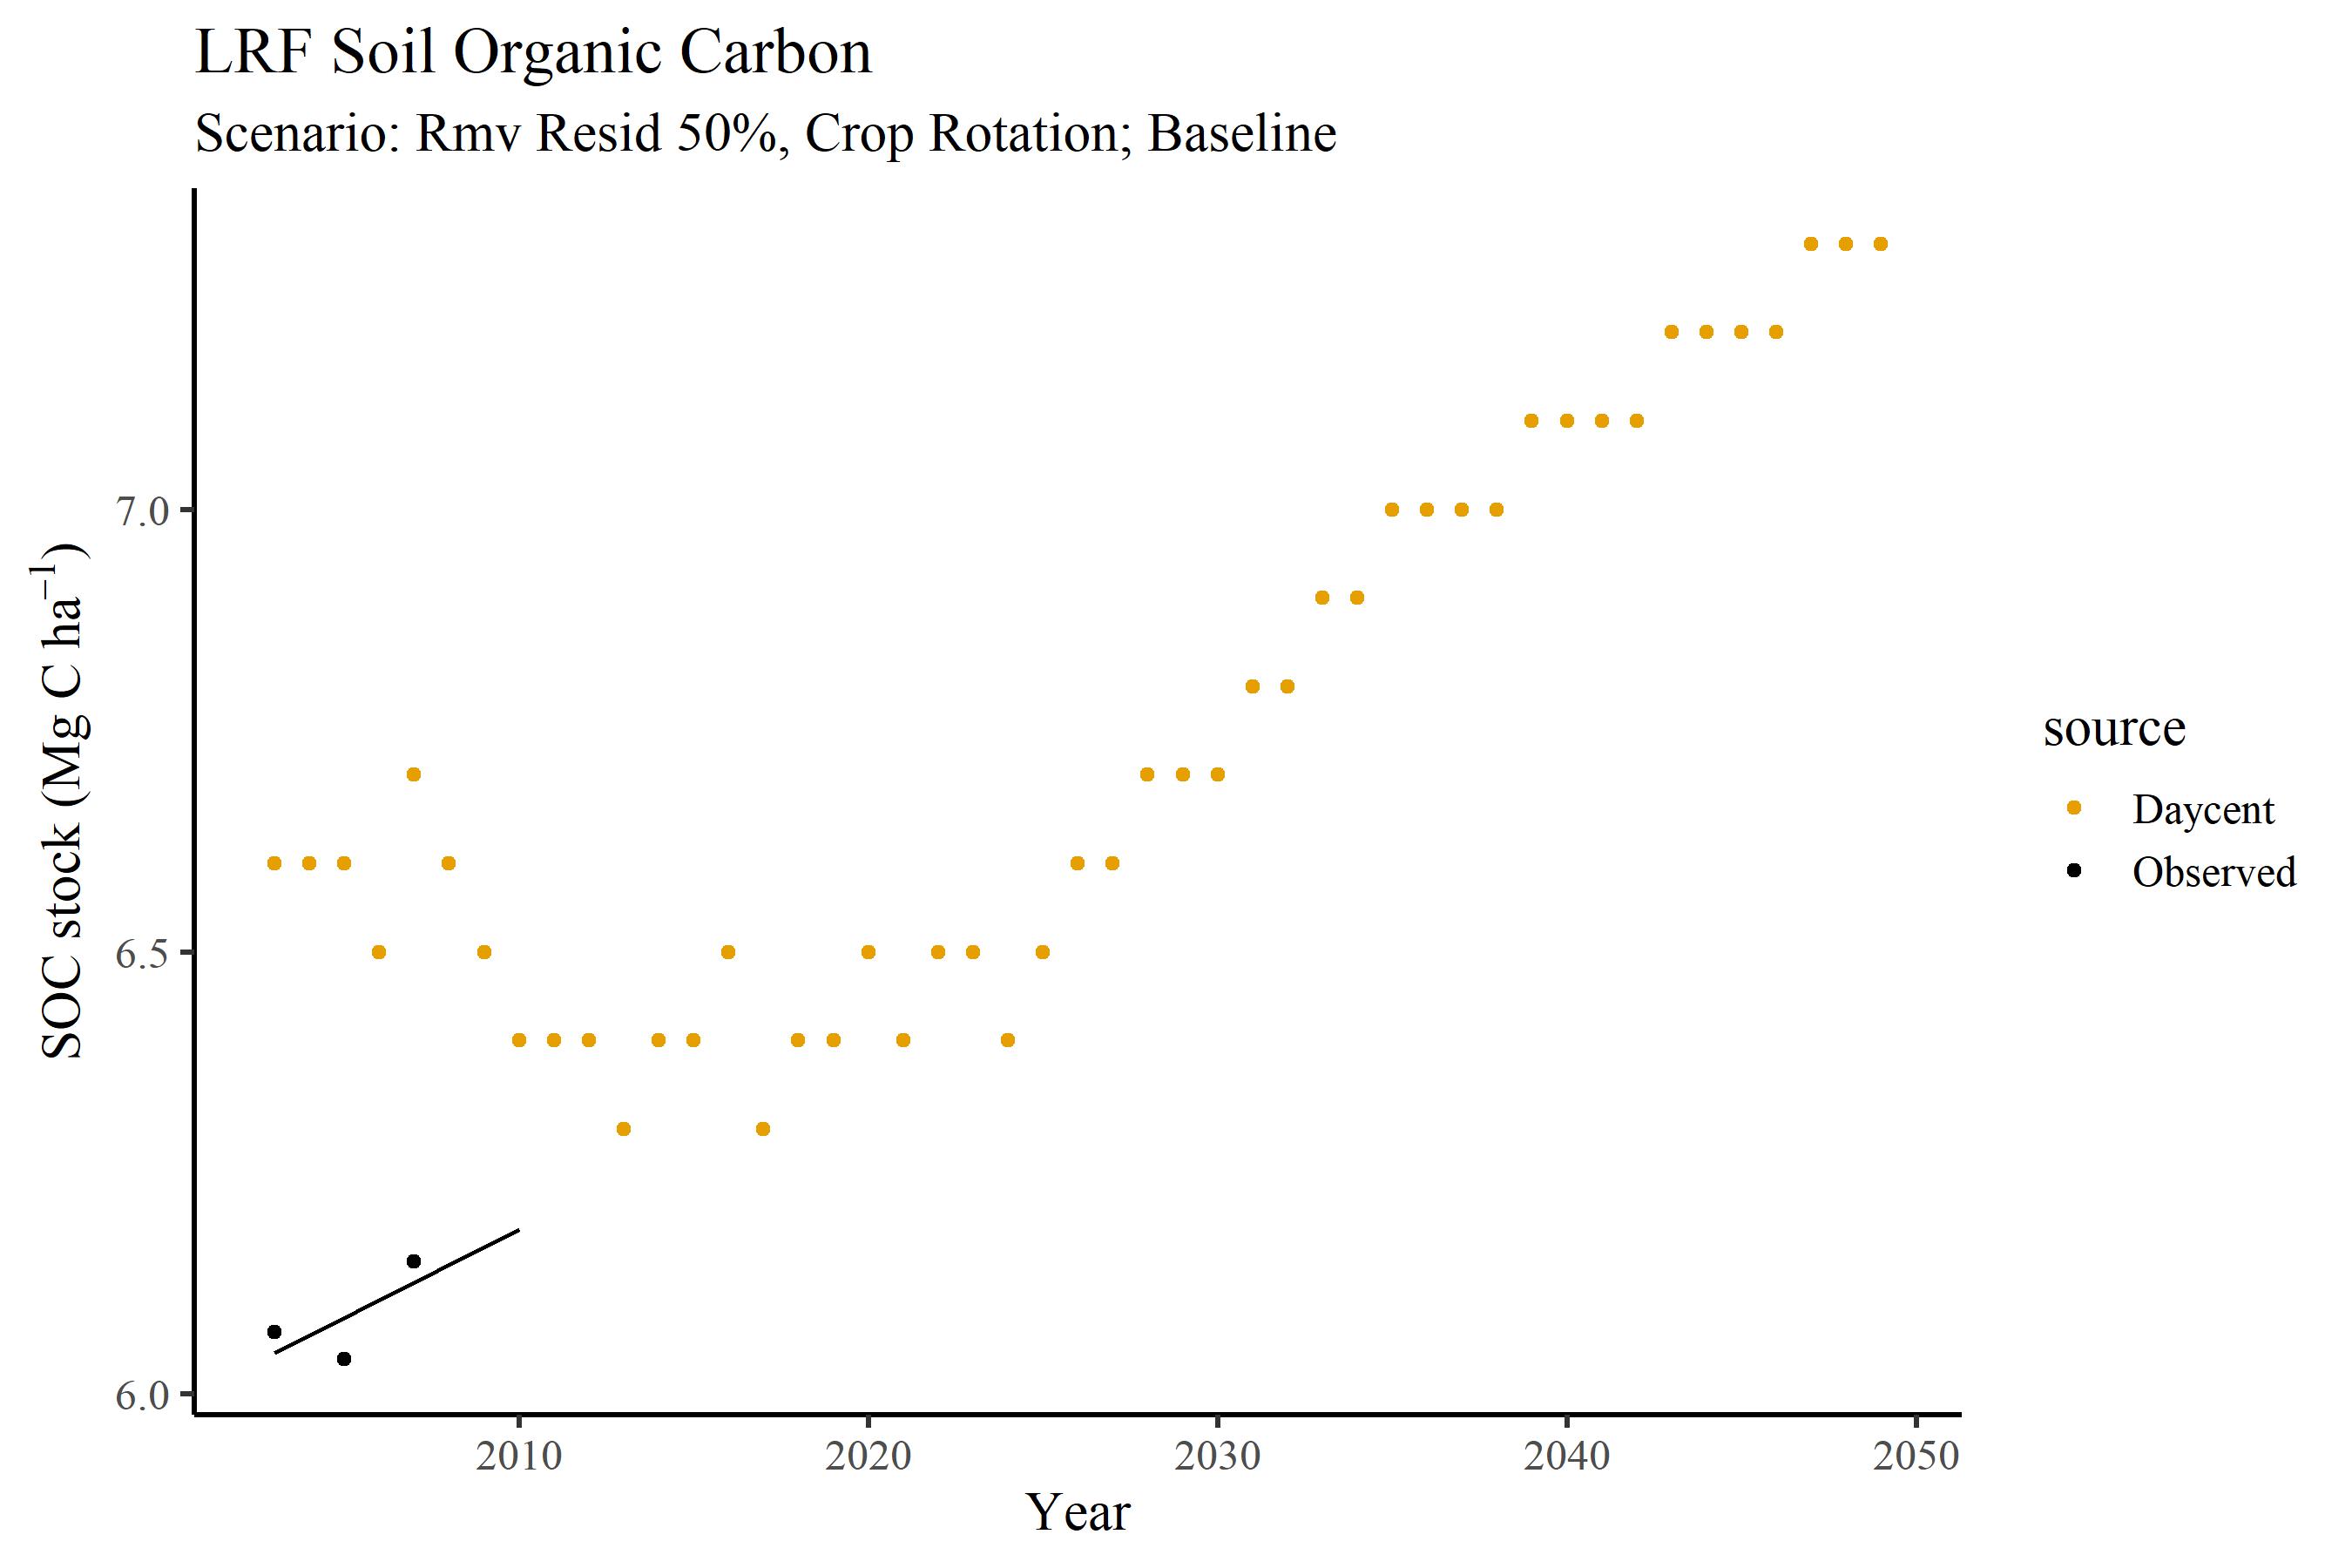 LRF Soil Organic Carbon
Scenario: Rmv Resid 50%, Crop Rotation; Baseline
SOC stock (Mg C ha⁻¹)
7.0
6.5
6.0
2010 2020 2030 2040 2050
Year
source
Daycent
Observed